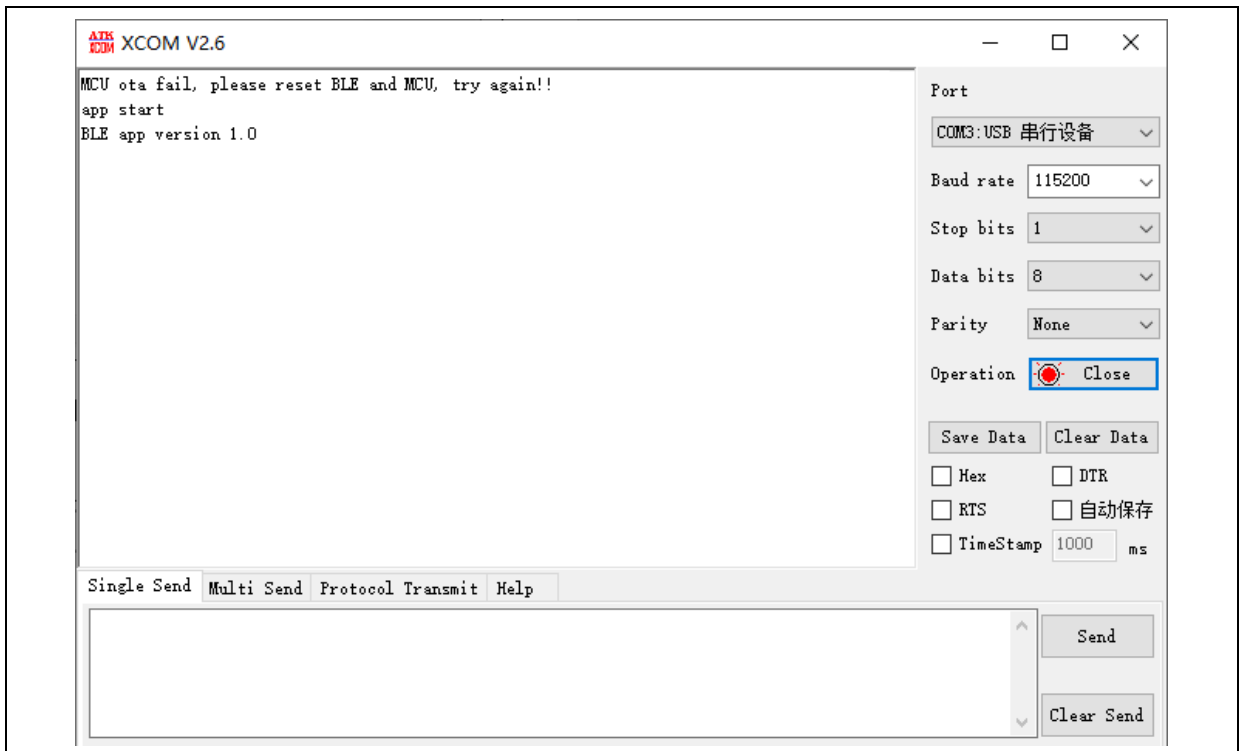 ATK XCOM XCOM V2.6
MCU ota fail, please reset BLE and MCU, try again!!
app start
BLE app version 1.0
Port
COM3:USB 串行设备
Baud rate 115200
Stop bits 1
Data bits 8
Parity None
Operation Close
Save Data Clear Data
Hex DTR
RTS 自动保存
TimeStamp 1000 ms
Single Send Multi Send Protocol Transmit Help
Send
Clear Send